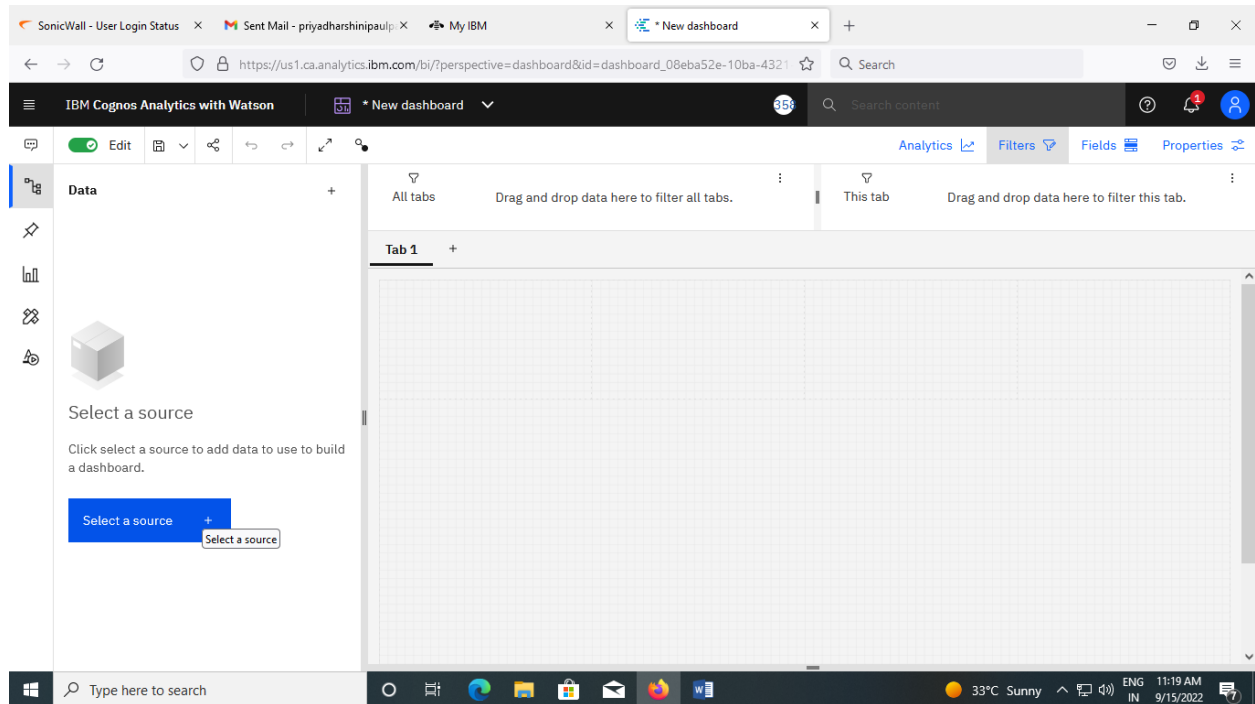 SonicWall - User Login Status
Sent Mail - priyadharshinipaulp
My IBM
* New dashboard
https://us1.ca.analytics.ibm.com/bi/?perspective=dashboard&id=dashboard_08eba52e-10ba-4321
Search
IBM Cognos Analytics with Watson
* New dashboard
358
Search content
1
Edit
Analytics
Filters
Fields
Properties
Data
All tabs
Drag and drop data here to filter all tabs.
This tab
Drag and drop data here to filter this tab.
Tab 1
Select a source
Click select a source to add data to use to build
a dashboard.
Select a source
Select a source
Type here to search
33°C Sunny
ENG
IN
11:19 AM
9/15/2022
7